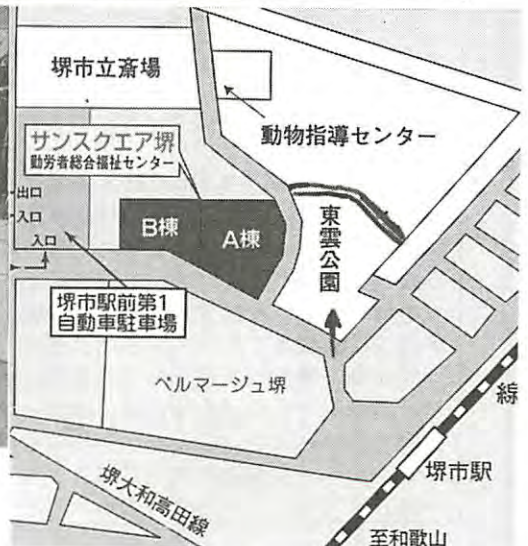 堺市立斎場
動物指導センター
サンスクエア堺
勤労者総合福祉センター
出口
入口
入口
B棟
A棟
東雲公園
堺市駅前第1
自動車駐車場
ベルマージュ堺
線
堺市駅
堺大和高田線
至和歌山